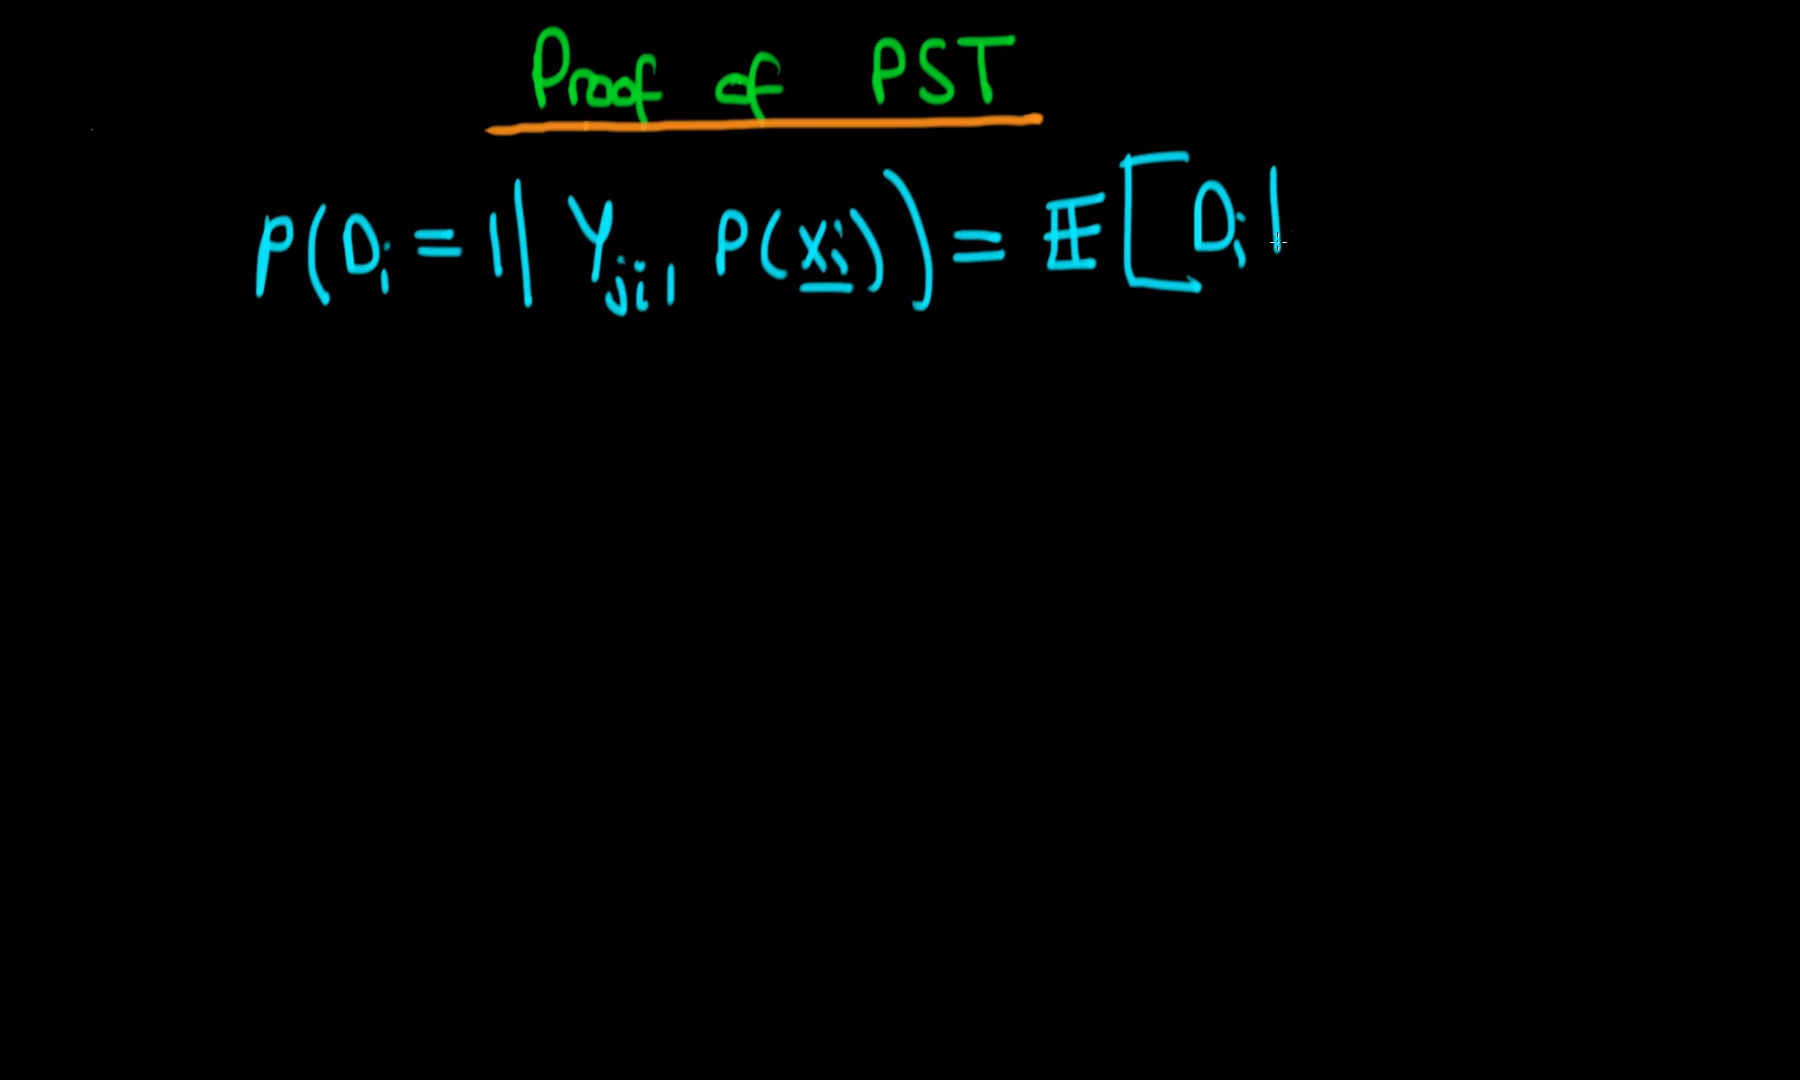 Proof of PST
P(Di = 1 | Yji, P(Xi)) = E[Di |